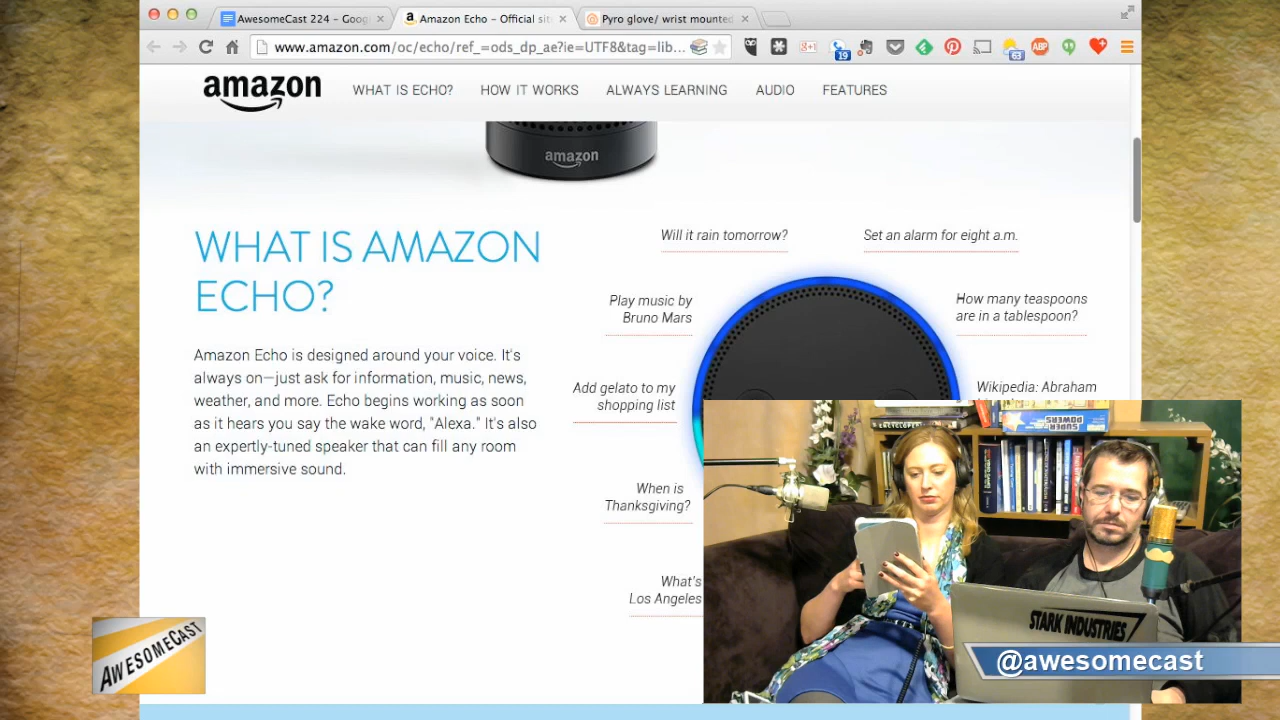 AwesomeCast 224 - Goog
Amazon Echo - Official sit
Pyro glove/ wrist mounted
www.amazon.com/oc/echo/ref_=ods_dp_ae?ie=UTF8&tag=lib...
19
63
ABP
amazon
WHAT IS ECHO?
HOW IT WORKS
ALWAYS LEARNING
AUDIO
FEATURES
amazon
WHAT IS AMAZON
ECHO?
Amazon Echo is designed around your voice. It's
always on—just ask for information, music, news,
weather, and more. Echo begins working as soon
as it hears you say the wake word, "Alexa." It's also
an expertly-tuned speaker that can fill any room
with immersive sound.
Will it rain tomorrow?
Set an alarm for eight a.m.
Play music by
Bruno Mars
How many teaspoons
are in a tablespoon?
Add gelato to my
shopping list
Wikipedia: Abraham
When is
Thanksgiving?
What's
Los Angeles
SUPER
POWERS
STARK INDUSTRIES
AWESOMECAST
@awesomecast